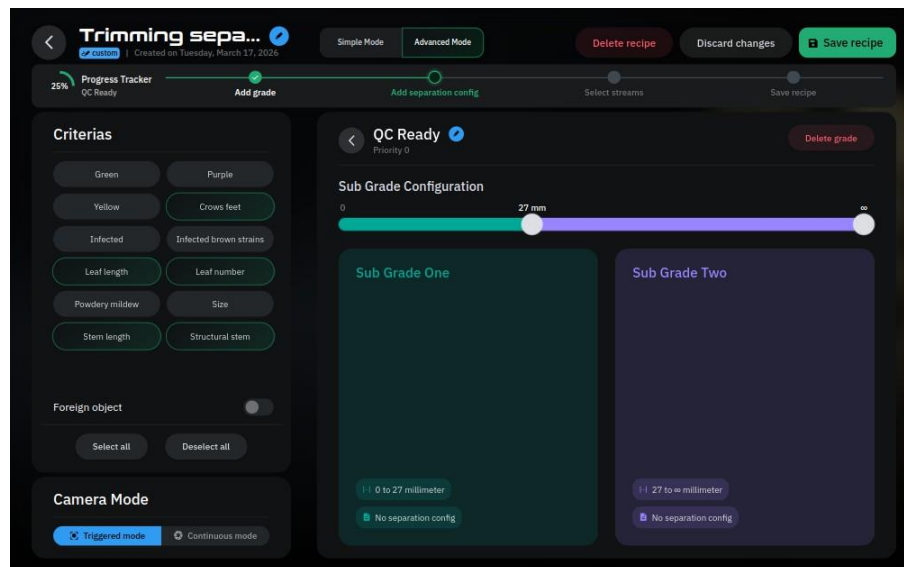 Trimming sepa...
custom | Created on Tuesday, March 17, 2026
Simple Mode
Advanced Mode
Delete recipe
Discard changes
Save recipe
25%
Progress Tracker
QC Ready
Add grade
Add separation config
Select streams
Save recipe
Criterias
Green
Purple
Yellow
Crows feet
Infected
Infected brown strains
Leaf length
Leaf number
Powdery mildew
Size
Stem length
Structural stem
Foreign object
Select all
Deselect all
Camera Mode
Triggered mode
Continuous mode
QC Ready
Priority 0
Delete grade
Sub Grade Configuration
0
27 mm
∞
Sub Grade One
0 to 27 millimeter
No separation config
Sub Grade Two
27 to ∞ millimeter
No separation config